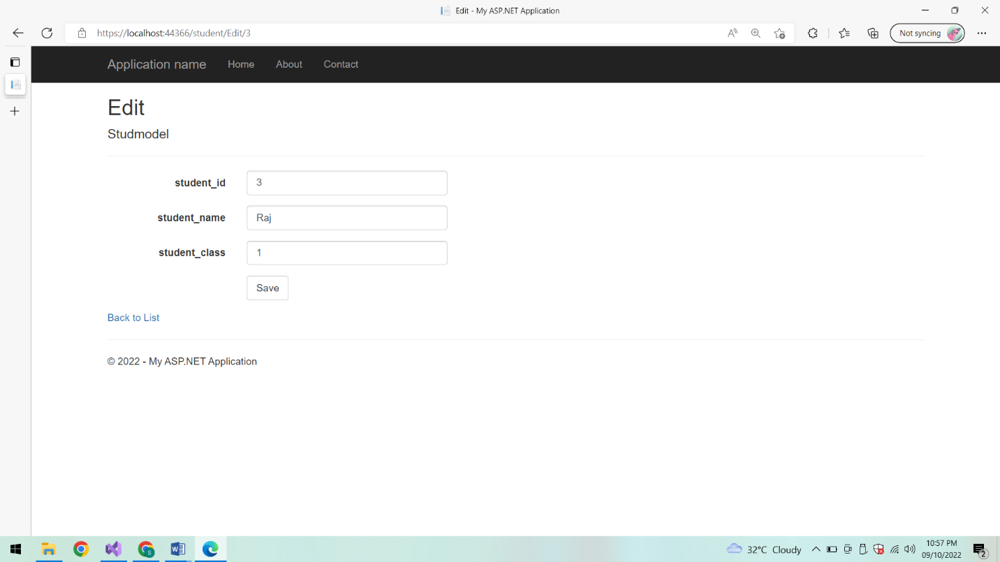 Edit - My ASP.NET Application
https://localhost:44366/student/Edit/3
Not syncing
Application name Home About Contact
Edit
Studmodel
student_id 3
student_name Raj
student_class 1
Save
Back to List
© 2022 - My ASP.NET Application
32°C Cloudy
10:57 PM
09/10/2022
2